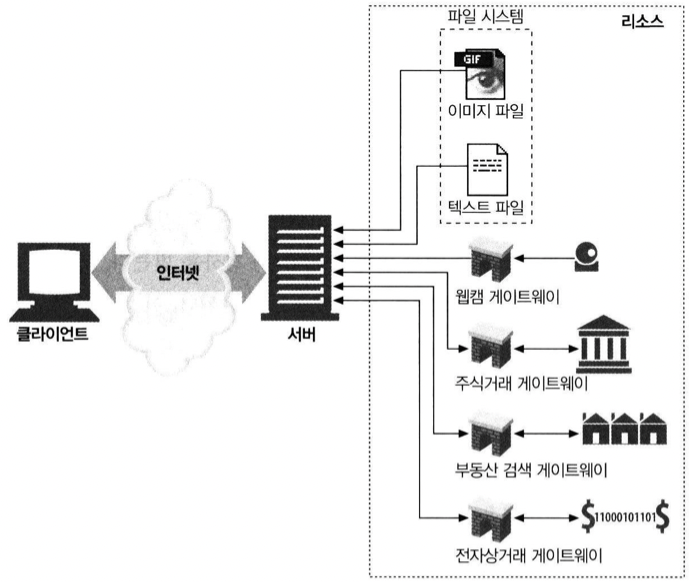 파일 시스템
리소스
GIF
이미지 파일
텍스트 파일
인터넷
클라이언트
서버
웹캠 게이트웨이
주식거래 게이트웨이
부동산 검색 게이트웨이
$11000101101$
전자상거래 게이트웨이